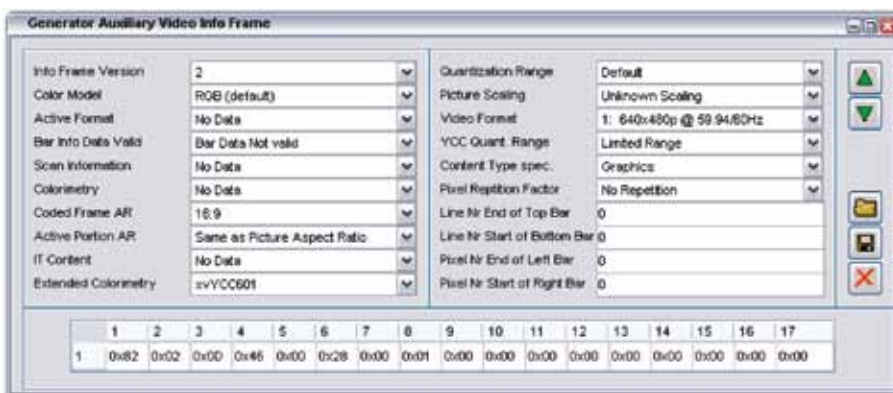 Generator Auxiliary Video Info Frame
Info Frame Version 2
Color Model RGB (default)
Active Format No Data
Bar Info Data Valid Bar Data Not valid
Scan Information No Data
Colorimetry No Data
Coded Frame AR 16:9
Active Portion AR Same as Picture Aspect Ratio
IT Content No Data
Extended Colorimetry xvYCC601
Quantization Range Default
Picture Scaling Unknown Scaling
Video Format 1: 640x480p @ 59.94/60Hz
YCC Quant. Range Limited Range
Content Type spec. Graphics
Pixel Reptition Factor No Repetition
Line Nr End of Top Bar 0
Line Nr Start of Bottom Bar 0
Pixel Nr End of Left Bar 0
Pixel Nr Start of Right Bar 0
1 2 3 4 5 6 7 8 9 10 11 12 13 14 15 16 17
1 0x82 0x02 0x0D 0x46 0x00 0x28 0x00 0x01 0x00 0x00 0x00 0x00 0x00 0x00 0x00 0x00 0x00